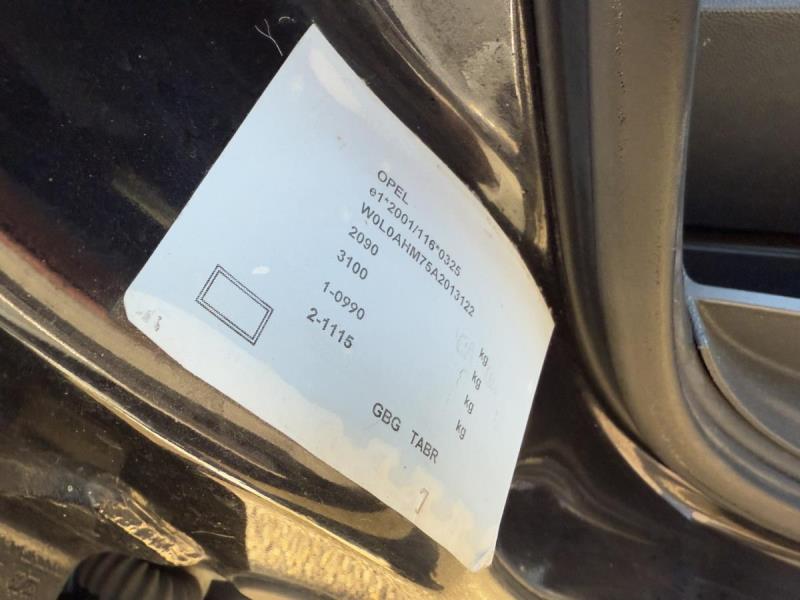 OPEL
e1*2001/116*0325
W0L0AHM75A2013122
2090 kg
3100 kg
1-0990 kg
2-1115 kg
GBG TABR